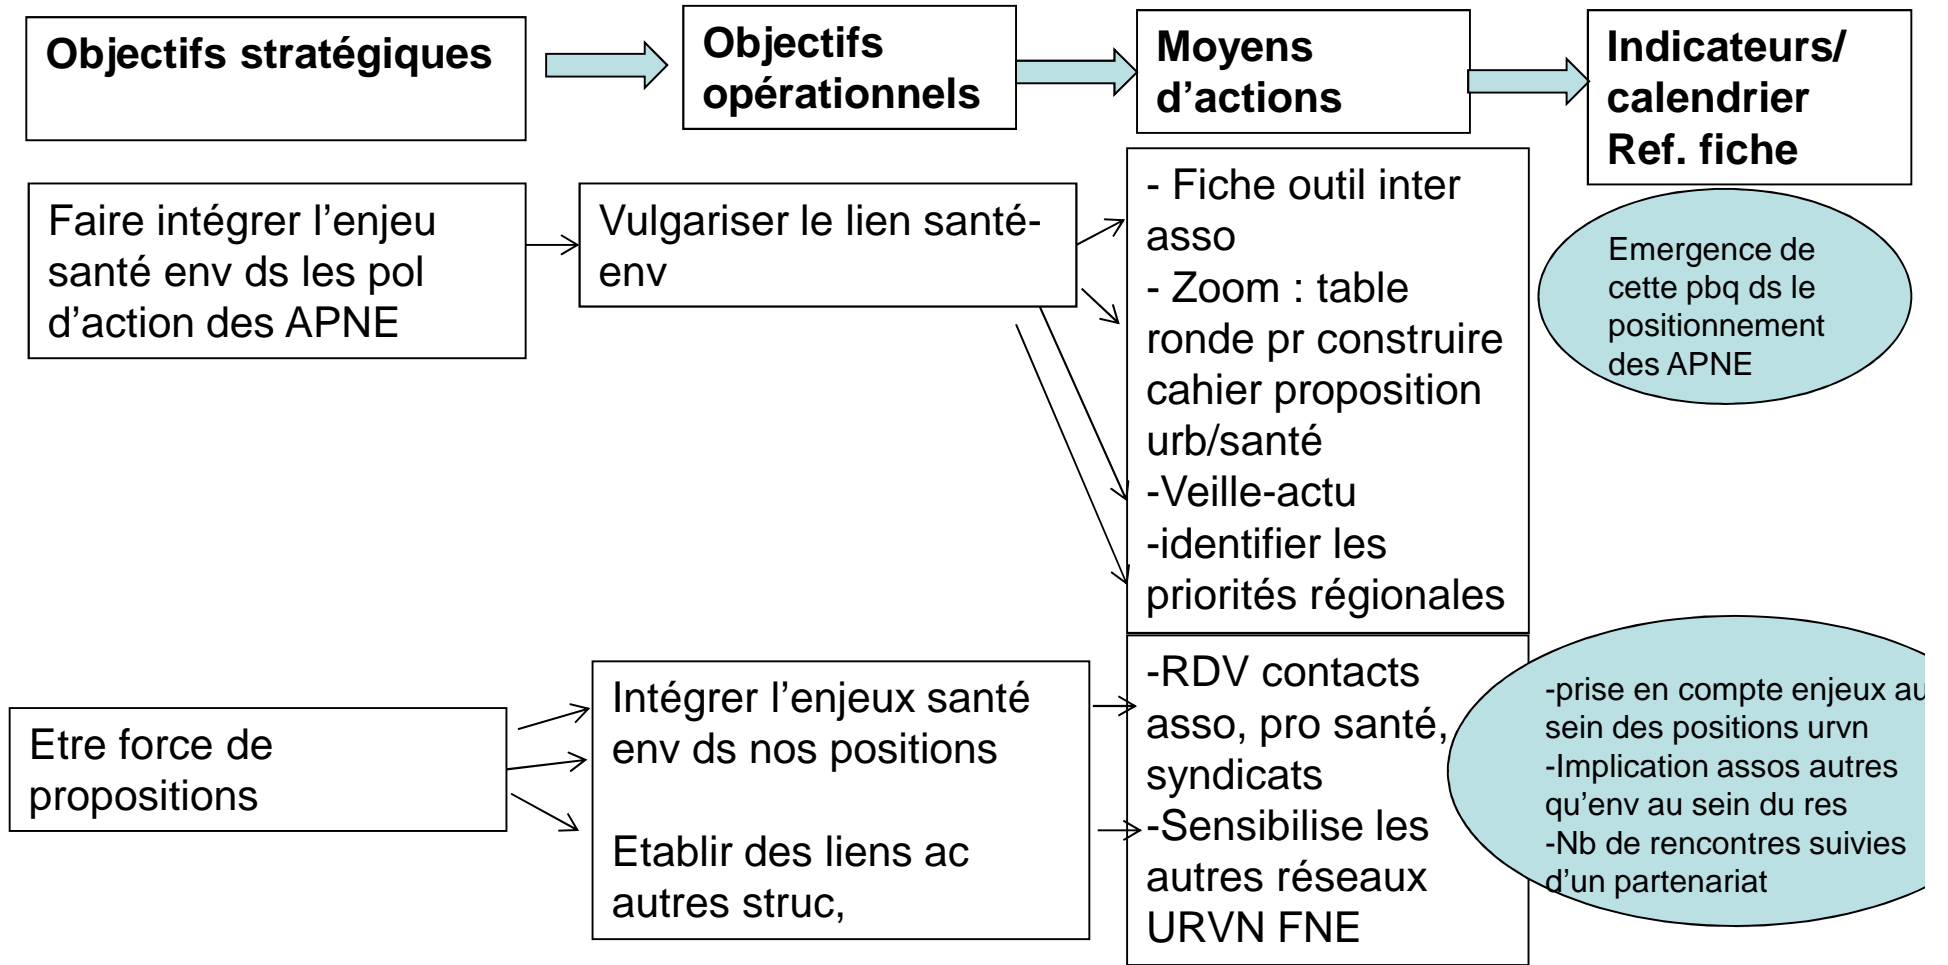 Objectifs stratégiques
Objectifs
opérationnels
Moyens
d’actions
Indicateurs/
calendrier
Ref. fiche
Faire intégrer l’enjeu
santé env ds les pol
d’action des APNE
Vulgariser le lien santé-
env
- Fiche outil inter
asso
- Zoom : table
ronde pr construire
cahier proposition
urb/santé
-Veille-actu
-identifier les
priorités régionales
Emergence de
cette pbq ds le
positionnement
des APNE
Etre force de
propositions
Intégrer l’enjeux santé
env ds nos positions
Etablir des liens ac
autres struc,
-RDV contacts
asso, pro santé,
syndicats
-Sensibilise les
autres réseaux
URVN FNE
-prise en compte enjeux au
sein des positions urvn
-Implication assos autres
qu’env au sein du res
-Nb de rencontres suivies
d’un partenariat